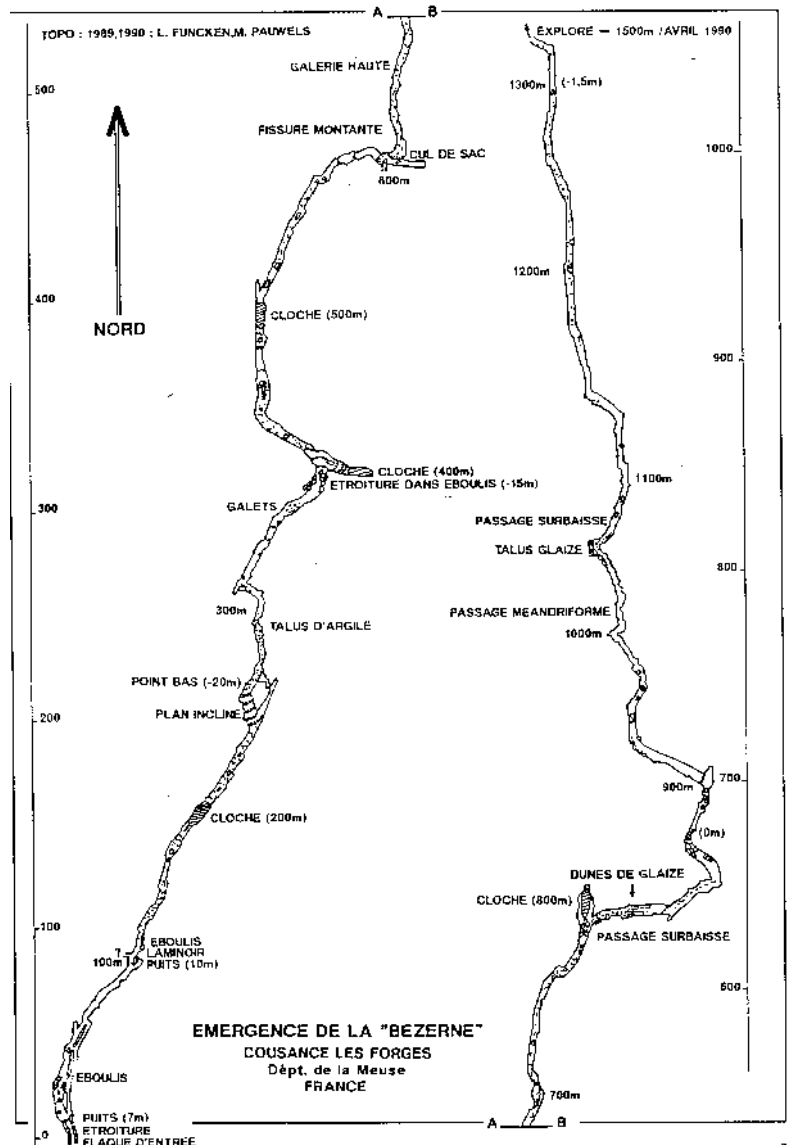 A B
TOPO : 1989,1990 ; L. FUNCKEN,M. PAUWELS
EXPLORE - 1500m / AVRIL 1990
GALERIE HAUTE
1300m (-1,5m)
500
FISSURE MONTANTE
CUL DE SAC
600m
1000
1200m
400
CLOCHE (500m)
NORD
900
CLOCHE (400m)
ETROITURE DANS EBOULIS (-15m)
1100m
GALETS
300
PASSAGE SURBAISSE
TALUS GLAIZE
800
300m
PASSAGE MEANDRIFORME
TALUS D'ARGILE
1000m
POINT BAS (-20m)
PLAN INCLINE
200
700
900m
CLOCHE (200m)
(0m)
DUNES DE GLAIZE
CLOCHE (800m)
100
PASSAGE SURBAISSE
EBOULIS
?
LAMINOIR
100m
PUITS (10m)
600
EMERGENCE DE LA "BEZERNE"
COUSANCE LES FORGES
Dépt. de la Meuse
FRANCE
EBOULIS
700m
PUITS (7m)
ETROITURE
FLAQUE D'ENTRÉE
0
A B